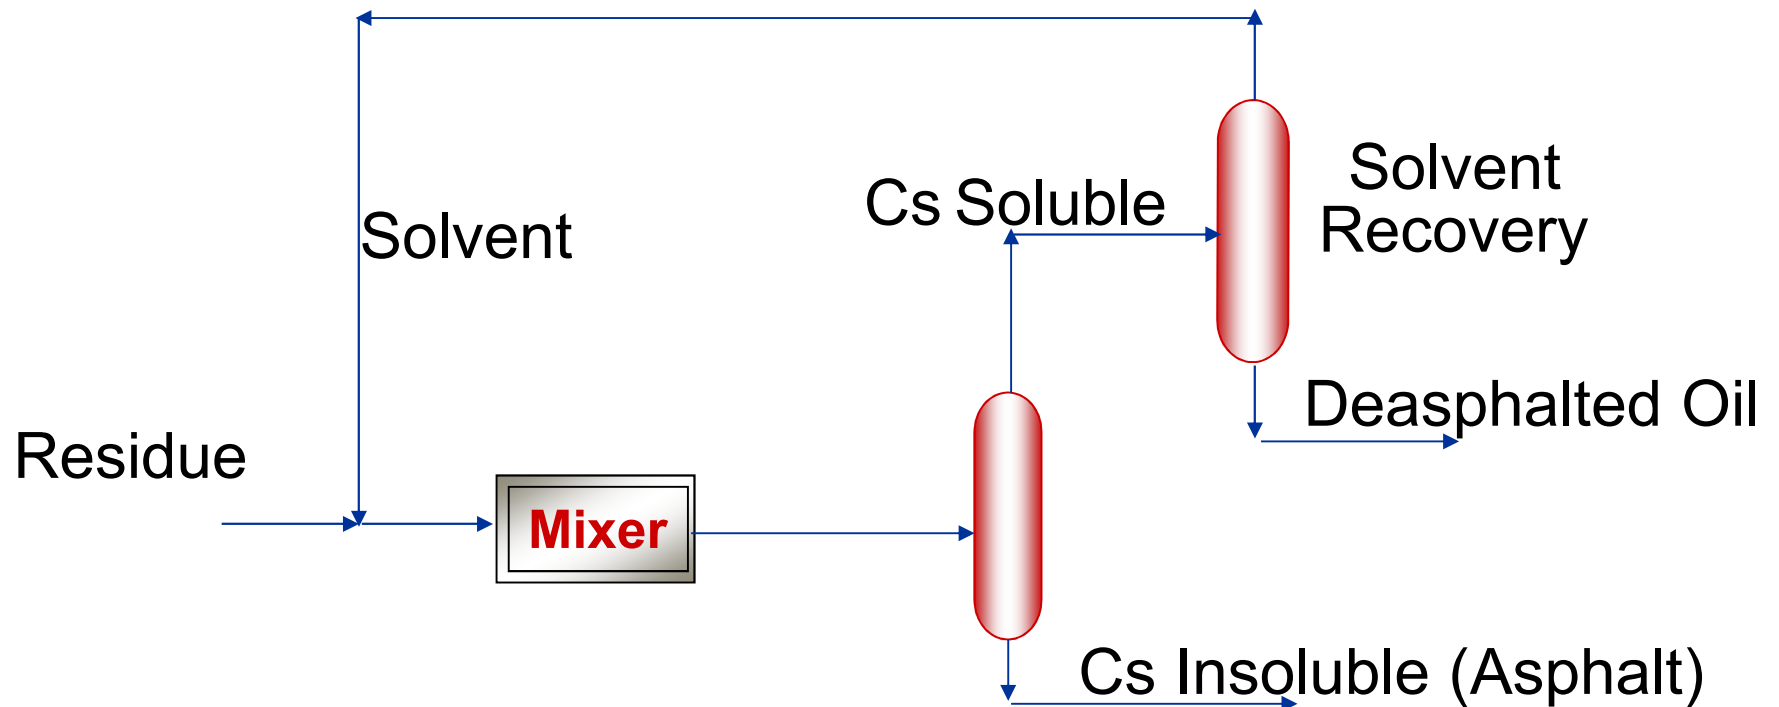 Solvent
Recovery
Cs Soluble
Solvent
Deasphalted Oil
Residue
Mixer
Cs Insoluble (Asphalt)